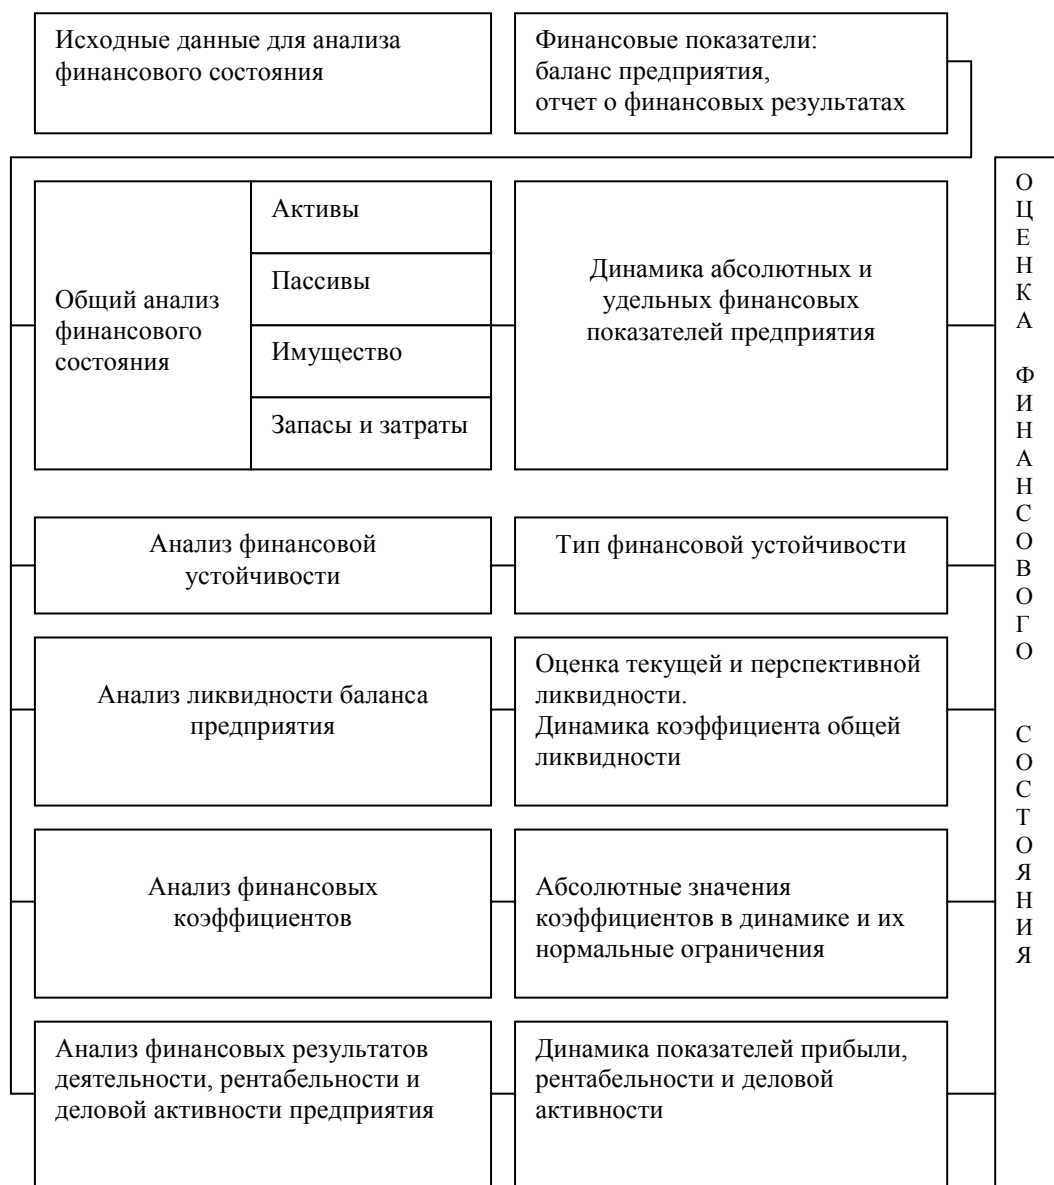 Исходные данные для анализа
финансового состояния
Финансовые показатели:
баланс предприятия,
отчет о финансовых результатах
Общий анализ
финансового
состояния
Активы
Пассивы
Имущество
Запасы и затраты
Динамика абсолютных и
удельных финансовых
показателей предприятия
Анализ финансовой
устойчивости
Тип финансовой устойчивости
Анализ ликвидности баланса
предприятия
Оценка текущей и перспективной
ликвидности.
Динамика коэффициента общей
ликвидности
Анализ финансовых
коэффициентов
Абсолютные значения
коэффициентов в динамике и их
нормальные ограничения
Анализ финансовых результатов
деятельности, рентабельности и
деловой активности предприятия
Динамика показателей прибыли,
рентабельности и деловой
активности
ОЦЕНКА ФИНАНСОВОГО СОСТОЯНИЯ